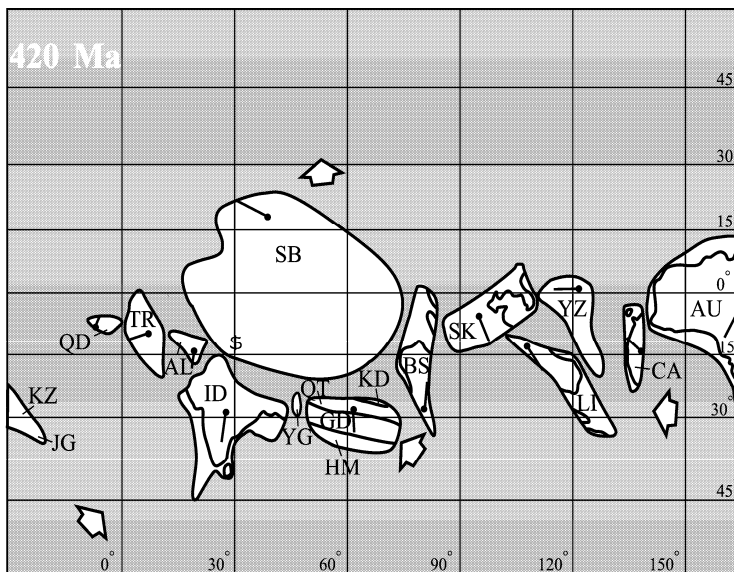 420 Ma
45
30
15
SB
0°
TR
YZ
AU
QD
SK
S
15
AL
BS
CA
QT
KD
KZ
ID
LI
GD
30°
JG
YG
HM
45
0°
30°
60°
90°
120°
150°